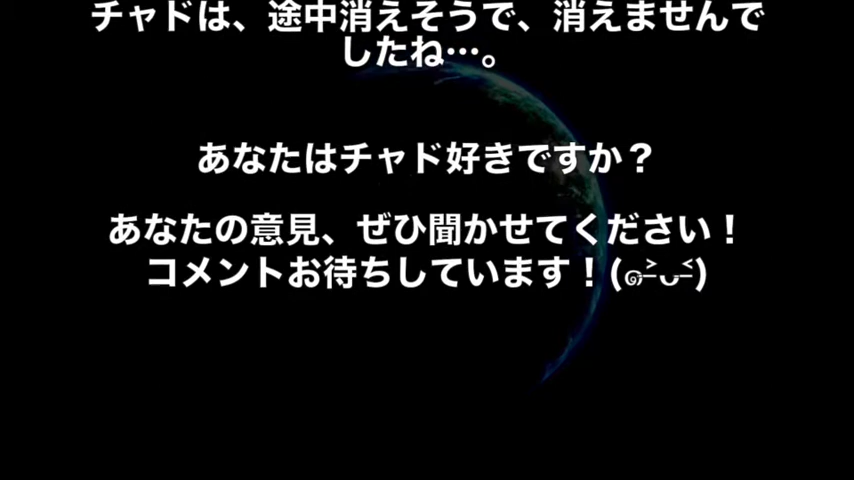 チャドは、途中消えそうで、消えませんで
したね…。
あなたはチャド好きですか？
あなたの意見、ぜひ聞かせてください！
コメントお待ちしています！(๑˃̶͈̀ᴗ˂̶͈́)